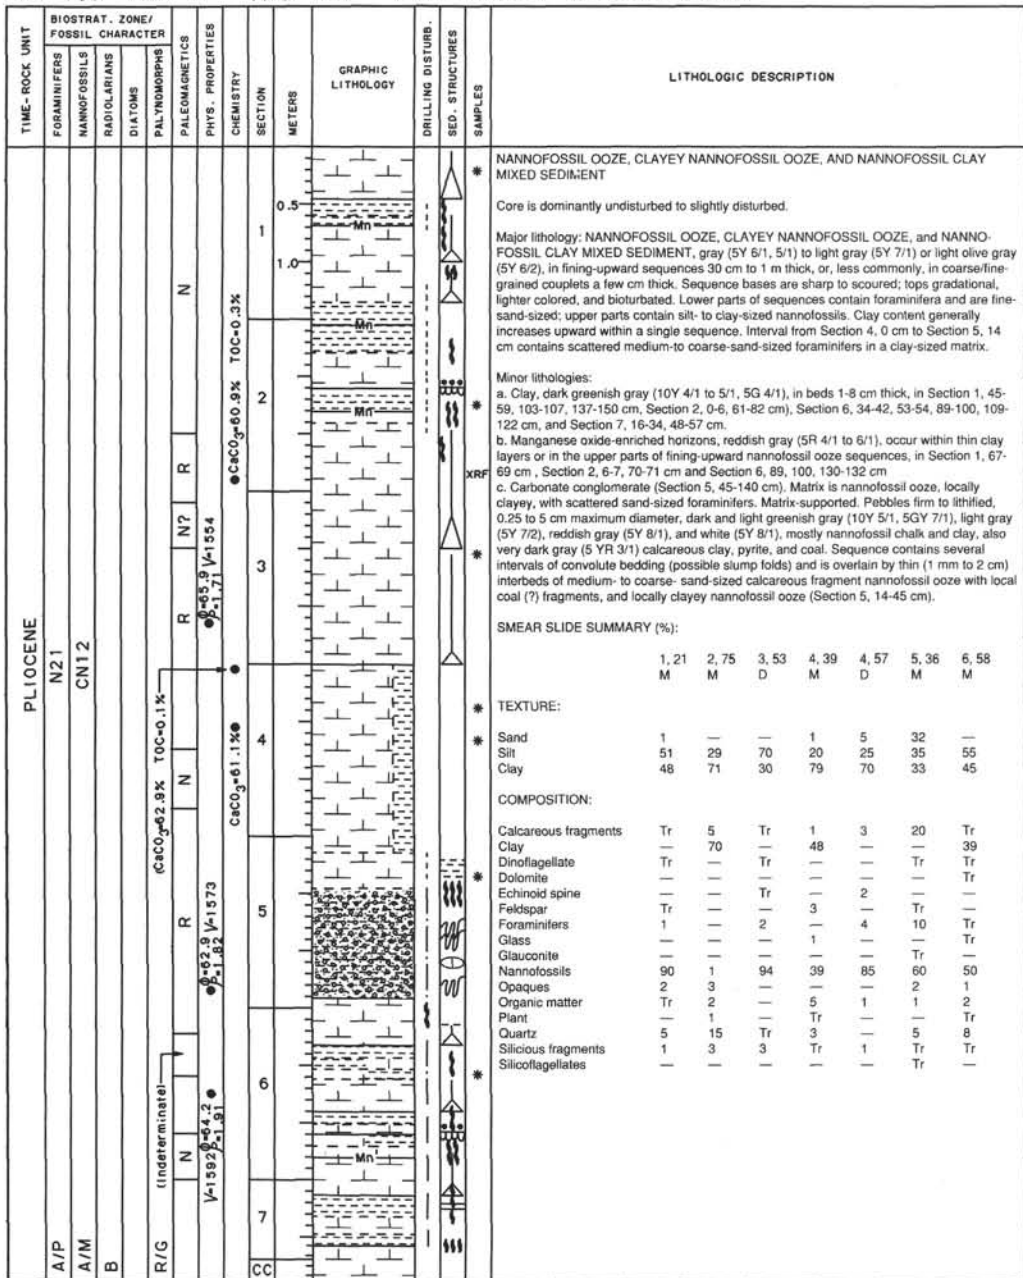 TIME-ROCK UNIT
BIOSTRAT. ZONE/
FOSSIL CHARACTER
FORAMINIFERS
NANNOFOSSILS
RADIOLARIANS
DIATOMS
PALYNOMORPHS
PALEOMAGNETICS
PHYS. PROPERTIES
CHEMISTRY
SECTION
METERS
GRAPHIC
LITHOLOGY
DRILLING DISTURB.
SED. STRUCTURES
SAMPLES
LITHOLOGIC DESCRIPTION
PLIOCENE
N21
CN12
A/P
A/M
B
R/G
(CaCO3=62.9% TOC=0.1%
(Indeterminate)
N
R
N?
R
N
R
N
ϕ=65.9 V=1554
ρ=1.71
ϕ=62.9 V=1573
ρ=1.82
V=1592 ϕ=54.2
ρ=1.91
CaCO3=60.9% TOC=0.3%
CaCO3=61.1%
1
2
3
4
5
6
7
CC
0.5
1.0
Mn
Mn
Mn
Mn
*
*
XRF
*
*
*
*
*
NANNOFOSSIL OOZE, CLAYEY NANNOFOSSIL OOZE, AND NANNOFOSSIL CLAY
MIXED SEDIMENT
Core is dominantly undisturbed to slightly disturbed.
Major lithology: NANNOFOSSIL OOZE, CLAYEY NANNOFOSSIL OOZE, and NANNO-
FOSSIL CLAY MIXED SEDIMENT, gray (5Y 6/1, 5/1) to light gray (5Y 7/1) or light olive gray
(5Y 6/2), in fining-upward sequences 30 cm to 1 m thick, or, less commonly, in coarse/fine-
grained couplets a few cm thick. Sequence bases are sharp to scoured; tops gradational,
lighter colored, and bioturbated. Lower parts of sequences contain foraminifera and are fine-
sand-sized; upper parts contain silt- to clay-sized nannofossils. Clay content generally
increases upward within a single sequence. Interval from Section 4, 0 cm to Section 5, 14
cm contains scattered medium-to coarse-sand-sized foraminifers in a clay-sized matrix.
Minor lithologies:
a. Clay, dark greenish gray (10Y 4/1 to 5/1, 5G 4/1), in beds 1-8 cm thick, in Section 1, 45-
59, 103-107, 137-150 cm, Section 2, 0-6, 61-82 cm), Section 6, 34-42, 53-54, 89-100, 109-
122 cm, and Section 7, 16-34, 48-57 cm.
b. Manganese oxide-enriched horizons, reddish gray (5R 4/1 to 6/1), occur within thin clay
layers or in the upper parts of fining-upward nannofossil ooze sequences, in Section 1, 67-
69 cm , Section 2, 6-7, 70-71 cm and Section 6, 89, 100, 130-132 cm
c. Carbonate conglomerate (Section 5, 45-140 cm). Matrix is nannofossil ooze, locally
clayey, with scattered sand-sized foraminifers. Matrix-supported. Pebbles firm to lithified,
0.25 to 5 cm maximum diameter, dark and light greenish gray (10Y 5/1, 5GY 7/1), light gray
(5Y 7/2), reddish gray (5R 8/1), and white (5Y 8/1), mostly nannofossil chalk and clay, also
very dark gray (5 YR 3/1) calcareous clay, pyrite, and coal. Sequence contains several
intervals of convolute bedding (possible slump folds) and is overlain by thin (1 mm to 2 cm)
interbeds of medium- to coarse- sand-sized calcareous fragment nannofossil ooze with local
coal (?) fragments, and locally clayey nannofossil ooze (Section 5, 14-45 cm).
SMEAR SLIDE SUMMARY (%):
1, 21 2, 75 3, 53 4, 39 4, 57 5, 36 6, 58
M M D M D M M
TEXTURE:
Sand 1 — — 1 5 32 —
Silt 51 29 70 20 25 35 55
Clay 48 71 30 79 70 33 45
COMPOSITION:
Calcareous fragments Tr 5 Tr 1 3 20 Tr
Clay — 70 — 48 — — 39
Dinoflagellate Tr — Tr — — Tr Tr
Dolomite — — — — — — Tr
Echinoid spine — — Tr — 2 — —
Feldspar Tr — — 3 — Tr —
Foraminifers 1 — 2 — 4 10 Tr
Glass — — — 1 — — Tr
Glauconite — — — — — Tr —
Nannofossils 90 1 94 39 85 60 50
Opaques 2 3 — — — 2 1
Organic matter Tr 2 — 5 1 1 2
Plant — 1 — Tr — — —
Quartz 5 15 Tr 3 — 5 8
Silicious fragments 1 3 3 Tr 1 Tr Tr
Silicoflagellates — — — — — Tr —